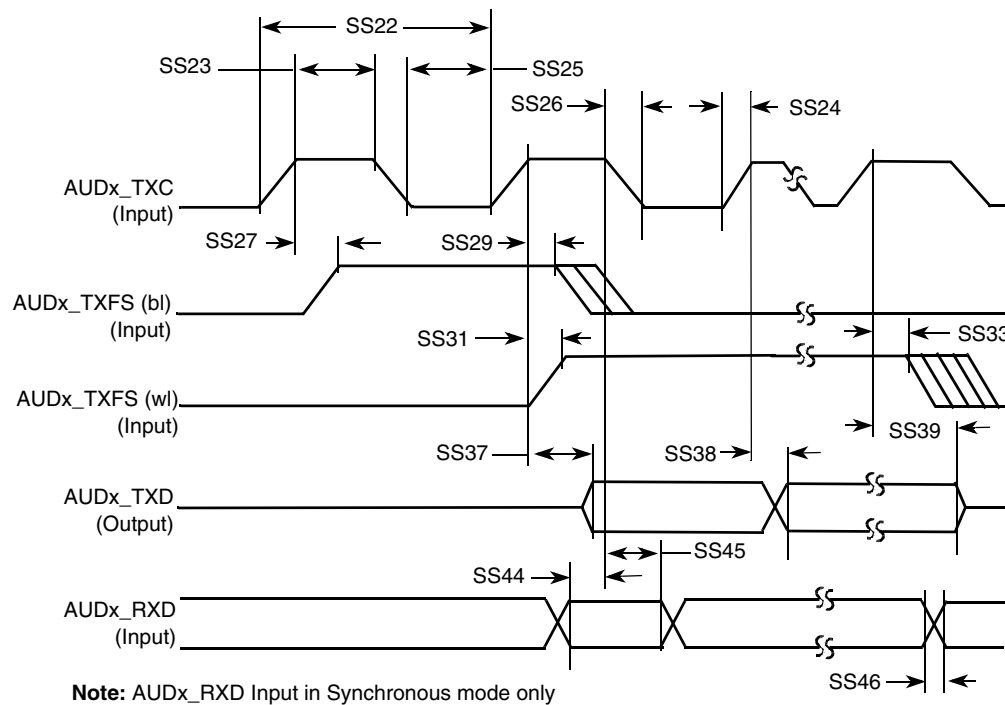 SS22
SS23
SS25
SS26
SS24
AUDx_TXC
(Input)
SS27
SS29
AUDx_TXFS (bl)
(Input)
SS31
SS33
AUDx_TXFS (wl)
(Input)
SS39
SS37
SS38
AUDx_TXD
(Output)
SS45
SS44
AUDx_RXD
(Input)
SS46
Note: AUDx_RXD Input in Synchronous mode only